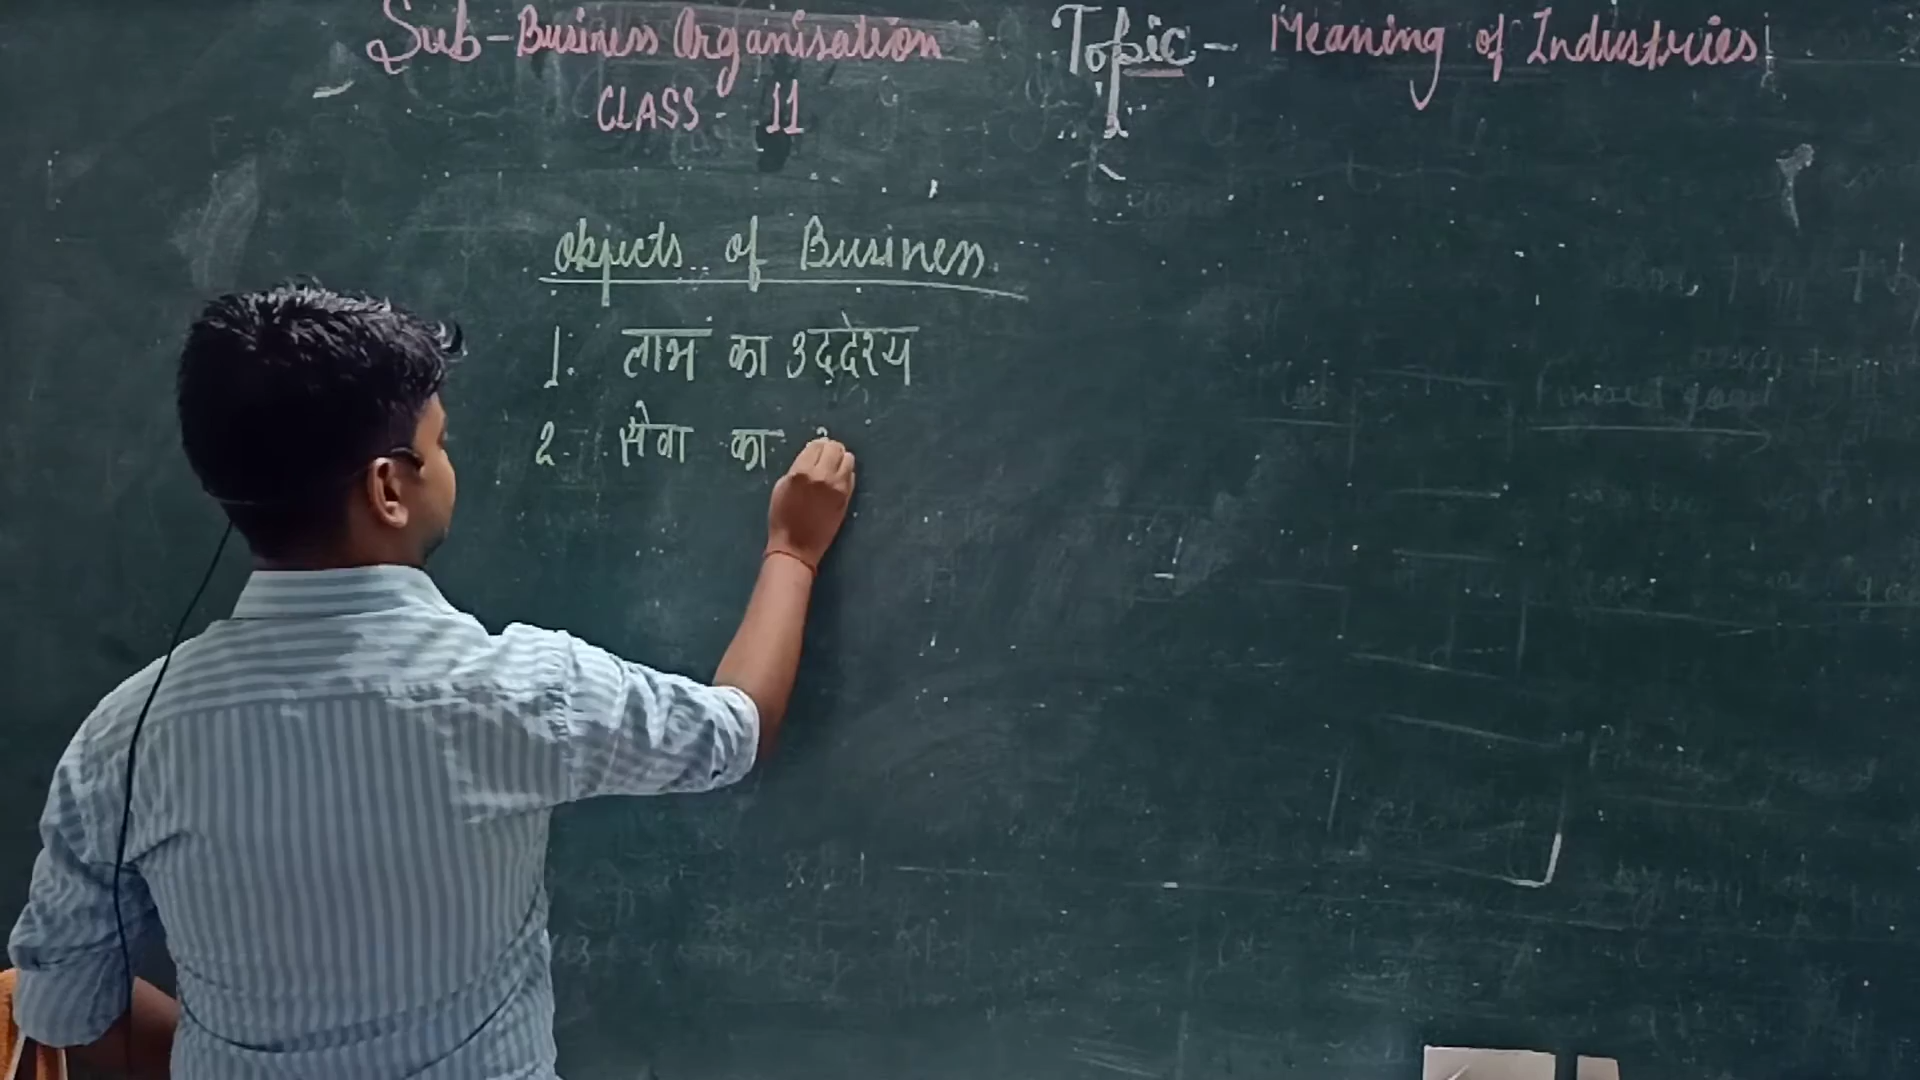 Sub-Business Organisation
CLASS - 11
Topic - Meaning of Industries
Objects of Business
1. लाभ का उद्देश्य
2. सेवा का